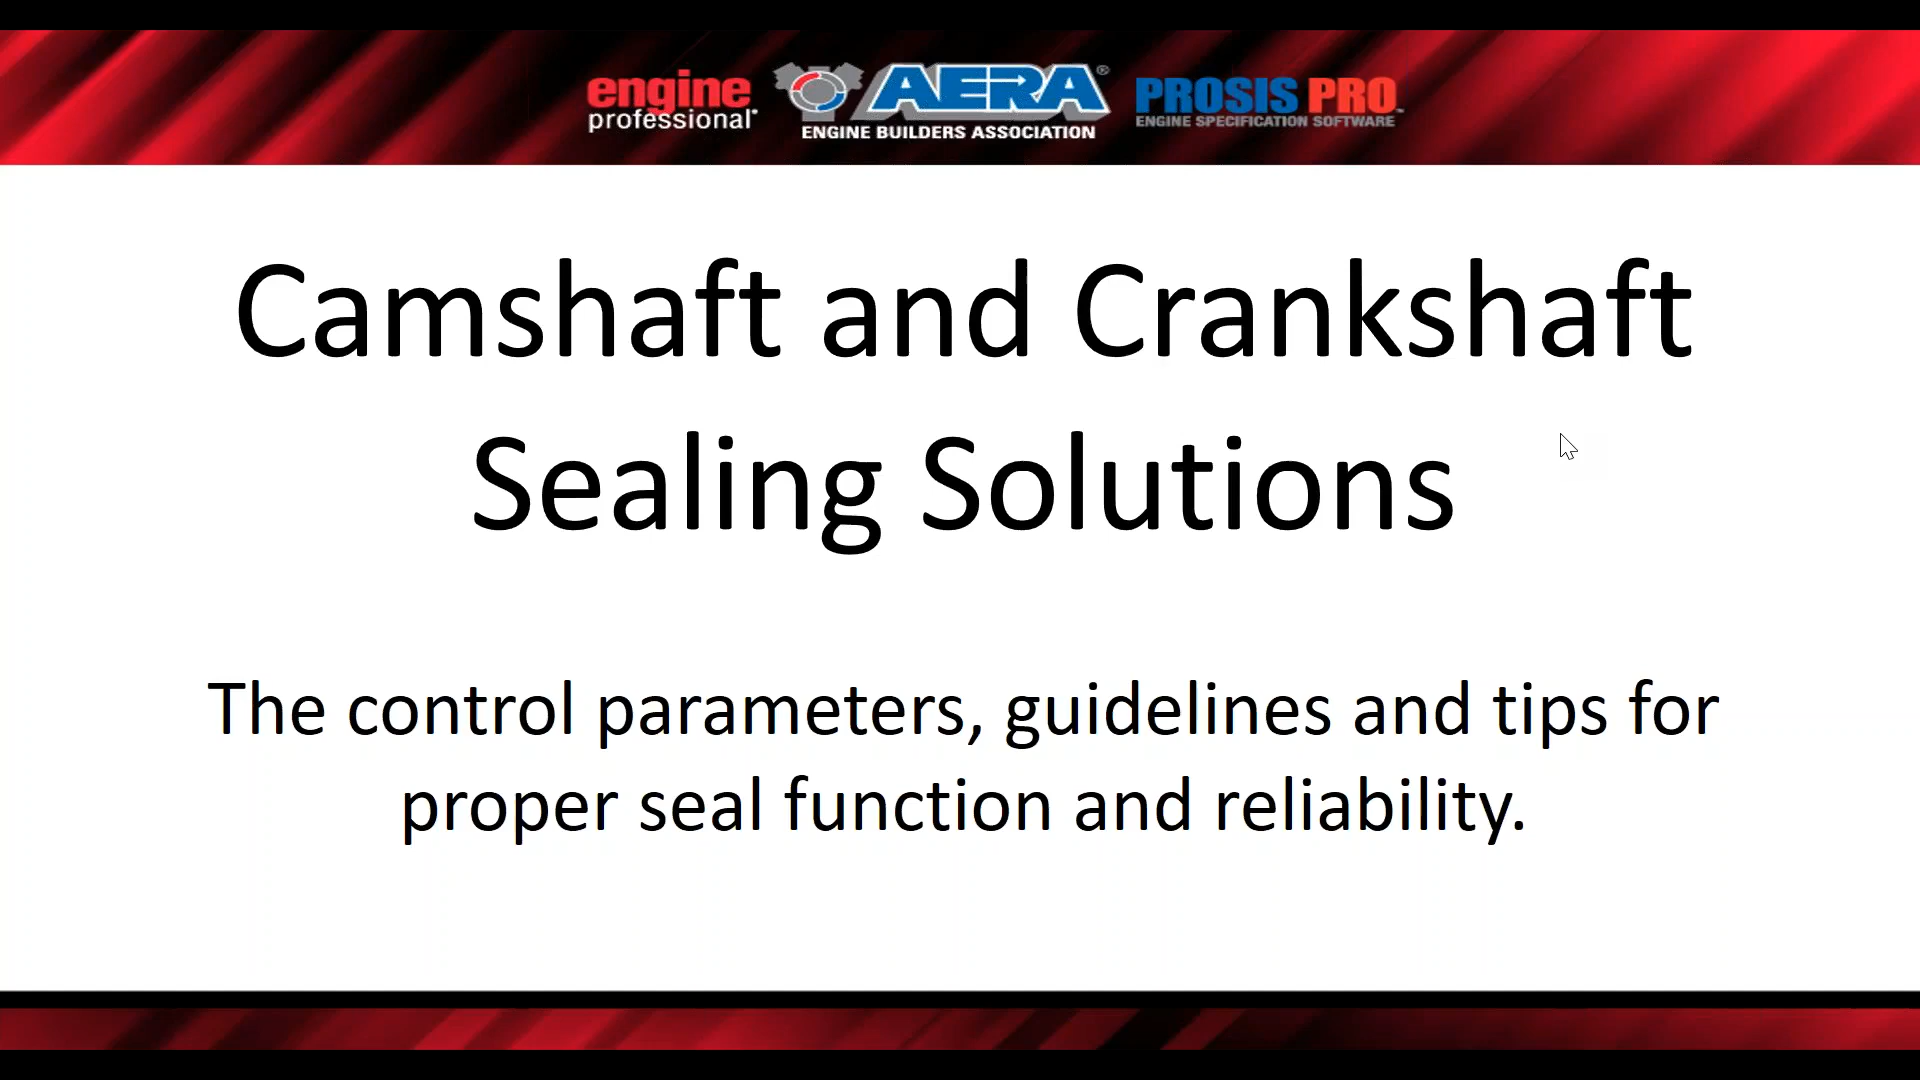 engine
professional®
AERA®
ENGINE BUILDERS ASSOCIATION
PROSIS PRO™
ENGINE SPECIFICATION SOFTWARE
Camshaft and Crankshaft
Sealing Solutions
The control parameters, guidelines and tips for
proper seal function and reliability.